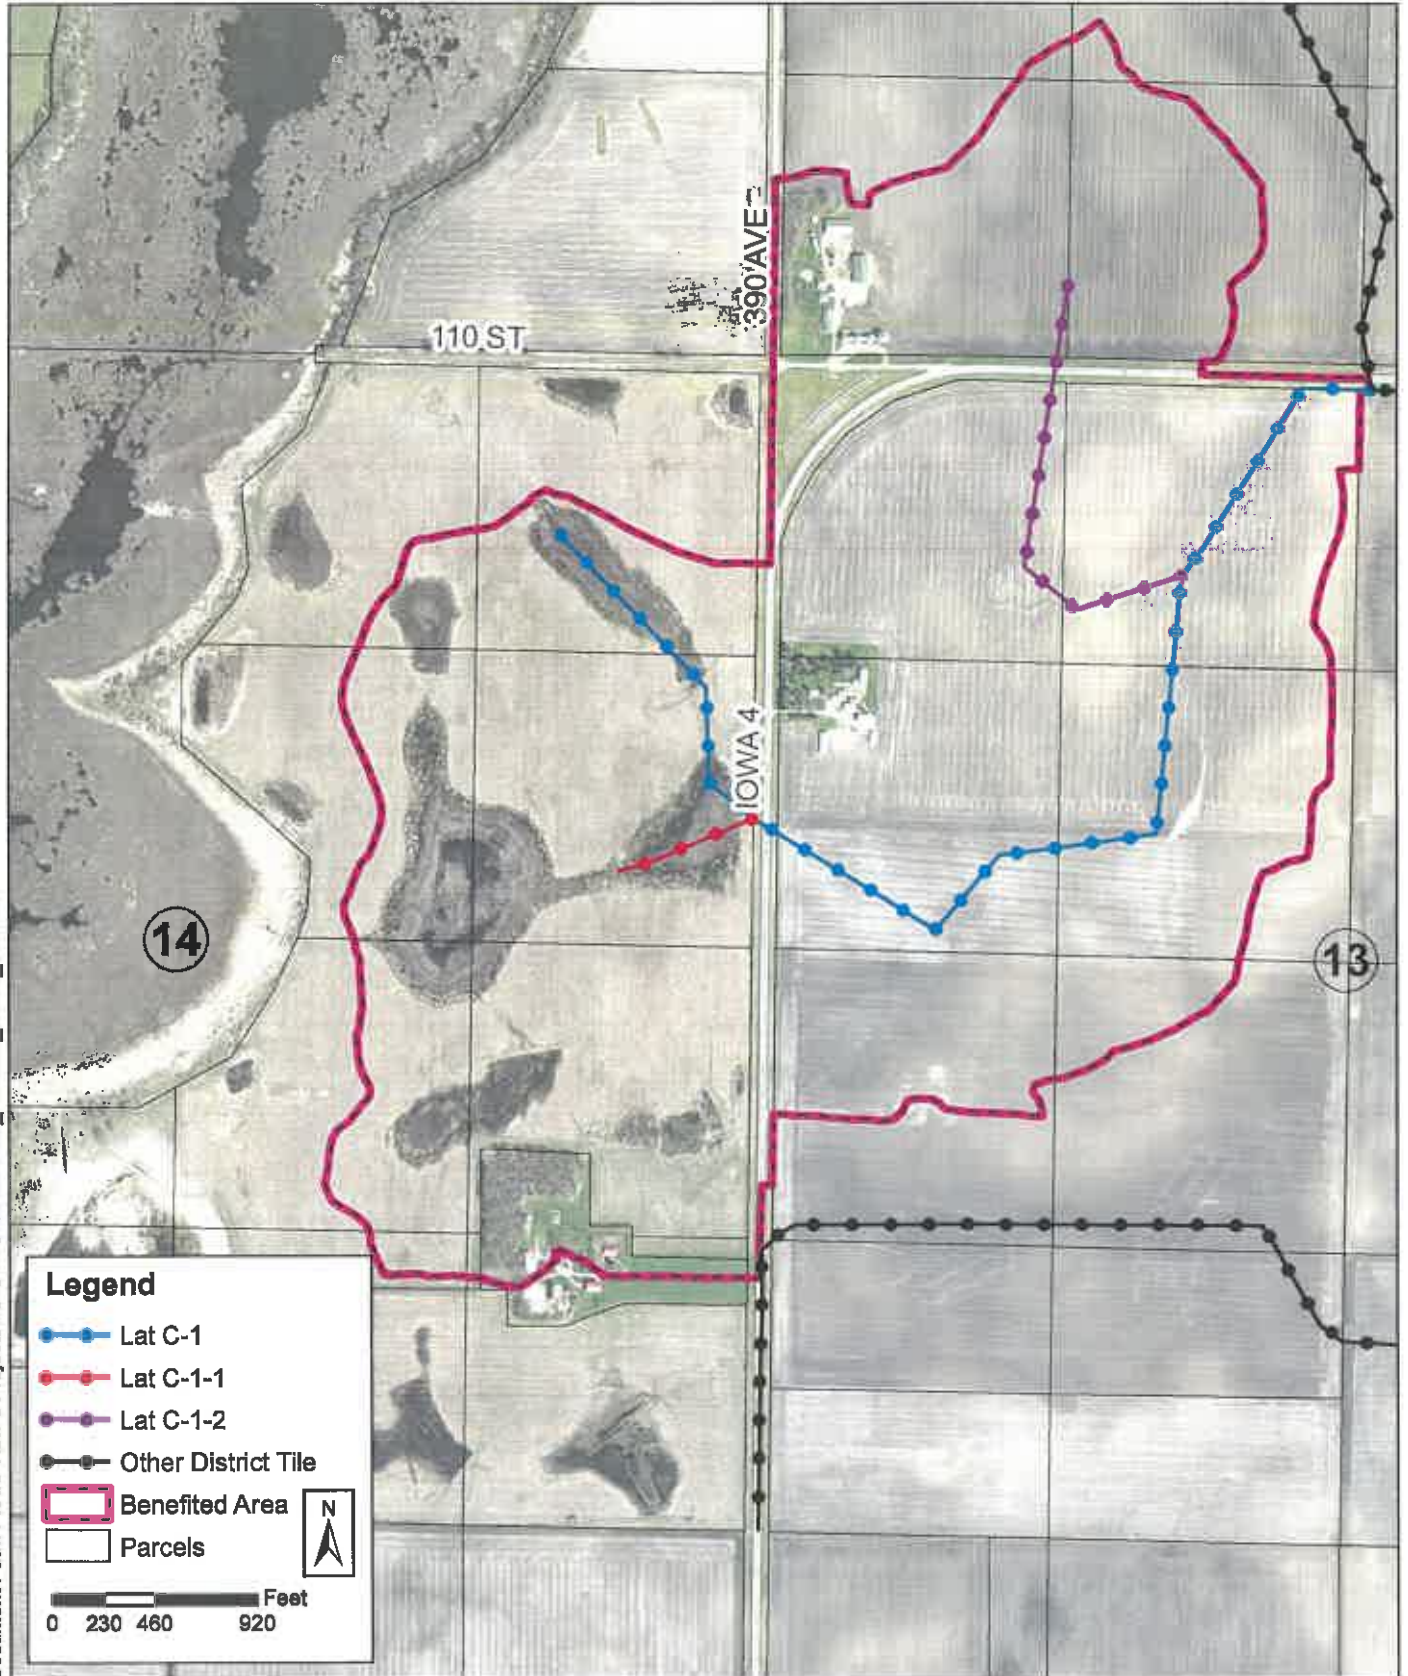 390 AVE
110 ST
IOWA 4
14
13
Legend
Lat C-1
Lat C-1-1
Lat C-1-2
Other District Tile
Benefited Area
N
Parcels
Feet
0 230 460 920